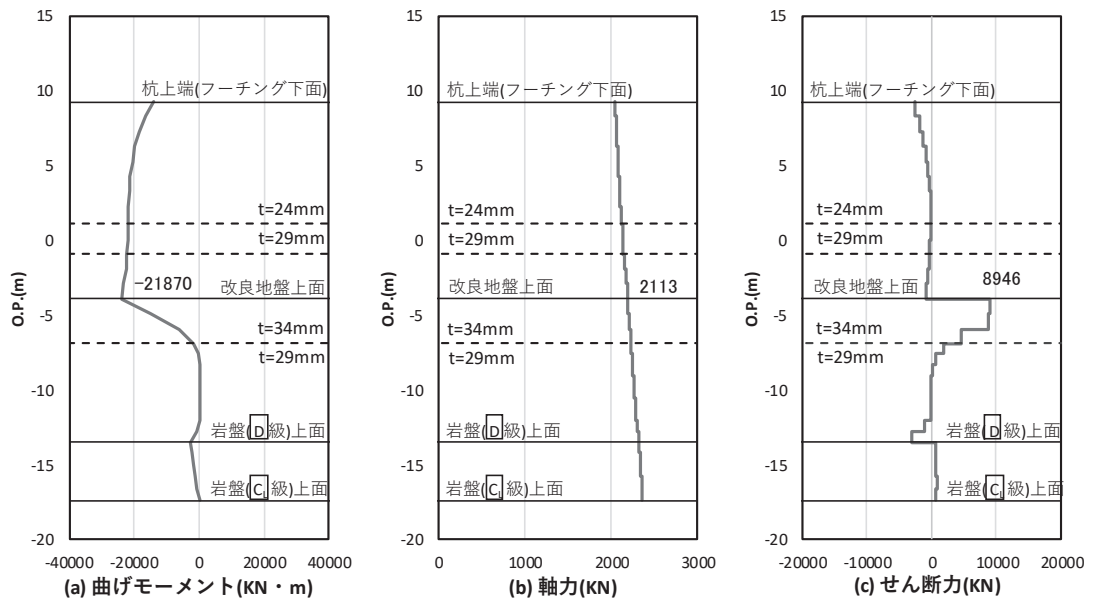 15
10
5
0
-5
-10
-15
-20
O.P.(m)
杭上端(フーチング下面)
t=24mm
t=29mm
−21870
改良地盤上面
t=34mm
t=29mm
岩盤(D級)上面
岩盤(CL級)上面
-40000 -20000 0 20000 40000
(a) 曲げモーメント(KN・m)
15
10
5
0
-5
-10
-15
-20
O.P.(m)
杭上端(フーチング下面)
t=24mm
t=29mm
改良地盤上面
2113
t=34mm
t=29mm
岩盤(D級)上面
岩盤(CL級)上面
0 1000 2000 3000
(b) 軸力(KN)
15
10
5
0
-5
-10
-15
-20
O.P.(m)
杭上端(フーチング下面)
t=24mm
t=29mm
改良地盤上面
8946
t=34mm
t=29mm
岩盤(D級)上面
岩盤(CL級)上面
-20000 -10000 0 10000 20000
(c) せん断力(KN)